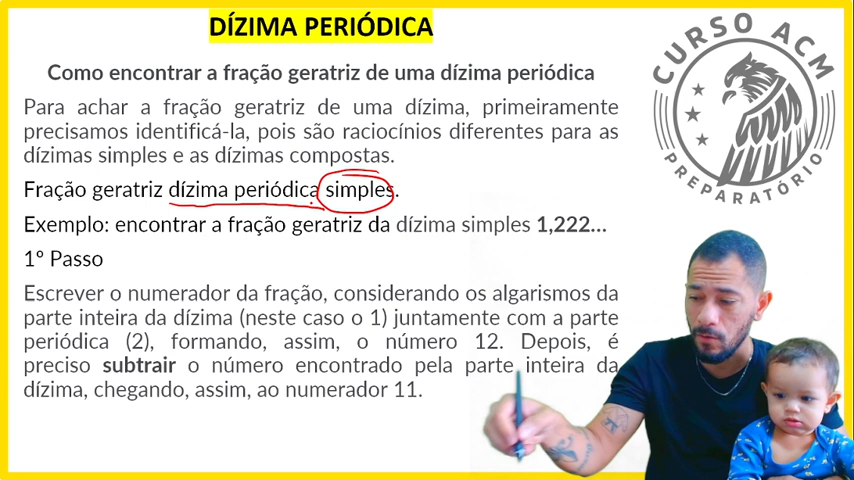 DÍZIMA PERIÓDICA
Como encontrar a fração geratriz de uma dízima periódica
Para achar a fração geratriz de uma dízima, primeiramente
precisamos identificá-la, pois são raciocínios diferentes para as
dízimas simples e as dízimas compostas.
Fração geratriz dízima periódica simples.
Exemplo: encontrar a fração geratriz da dízima simples 1,222...
1º Passo
Escrever o numerador da fração, considerando os algarismos da
parte inteira da dízima (neste caso o 1) juntamente com a parte
periódica (2), formando, assim, o número 12. Depois, é
preciso subtrair o número encontrado pela parte inteira da
dízima, chegando, assim, ao numerador 11.
CURSO ACM
PREPARATÓRIO